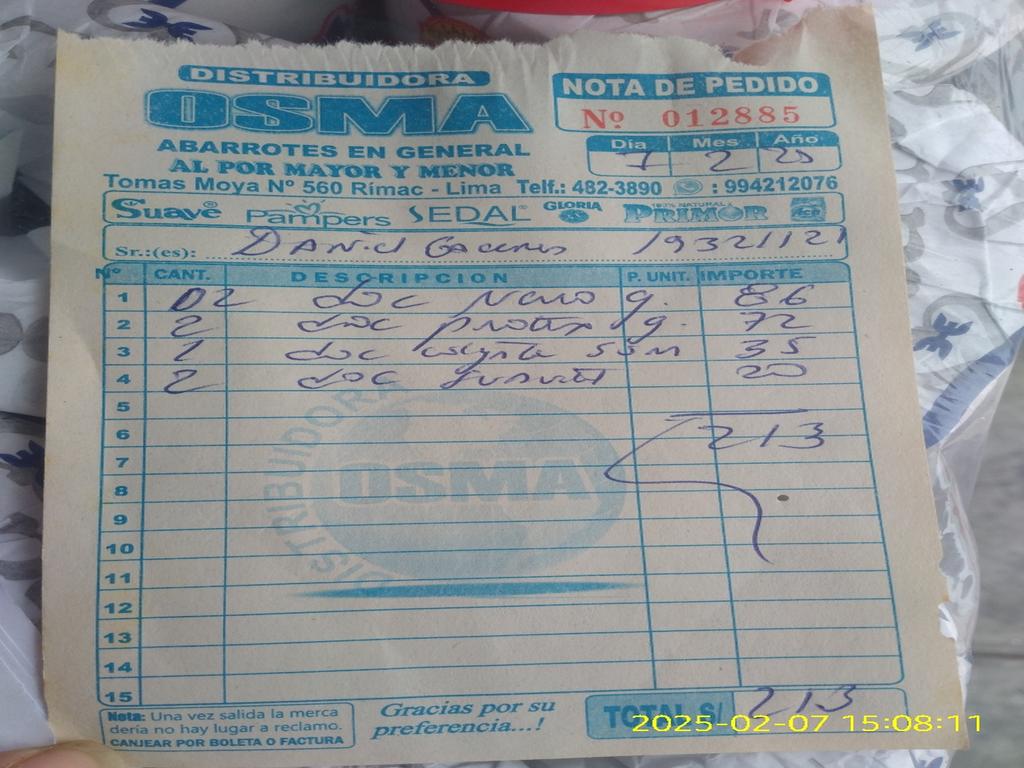 DISTRIBUIDORA
OSMA
ABARROTES EN GENERAL
AL POR MAYOR Y MENOR
NOTA DE PEDIDO
Nº 012885
Día Mes Año
7 2 25
Tomas Moya Nº 560 Rímac - Lima Telf.: 482-3890 : 994212076
Suave Pampers SEDAL GLORIA 100% NATURAL PRIMOR
Sr.:(es): Daniel Caceres 19321121
Nº CANT. DESCRIPCION P. UNIT. IMPORTE
1 02 doc g. 86
2 2 doc protex g. 72
3 1 doc colgate 55m 35
4 2 doc 20
5
6 213
7
8
9
10
11
12
13
14
15
DISTRIBUIDORA
OSMA
Nota: Una vez salida la merca
dería no hay lugar a reclamo.
CANJEAR POR BOLETA O FACTURA
Gracias por su
preferencia...!
TOTAL S/ 213
2025-02-07 15:08:11